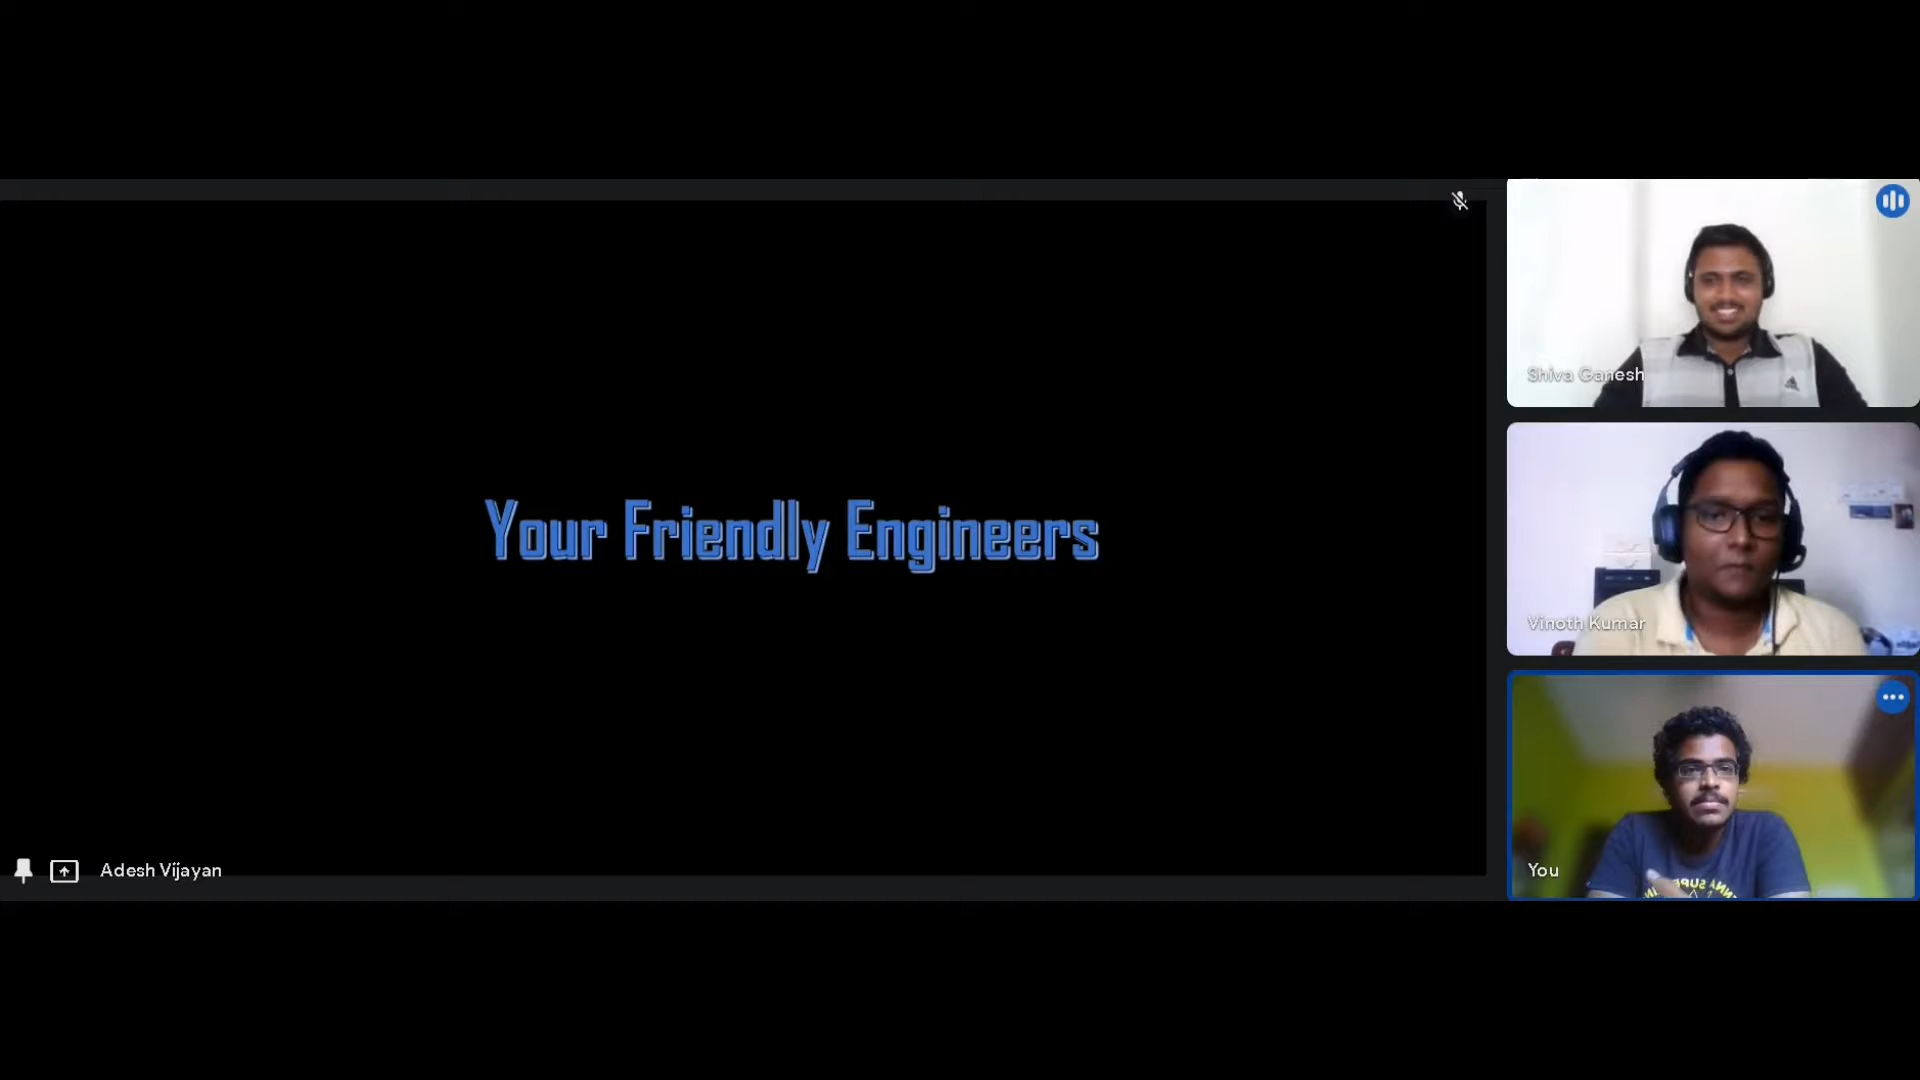 Your Friendly Engineers
Adesh Vijayan
Shiva Ganesh
Vinoth Kumar
You